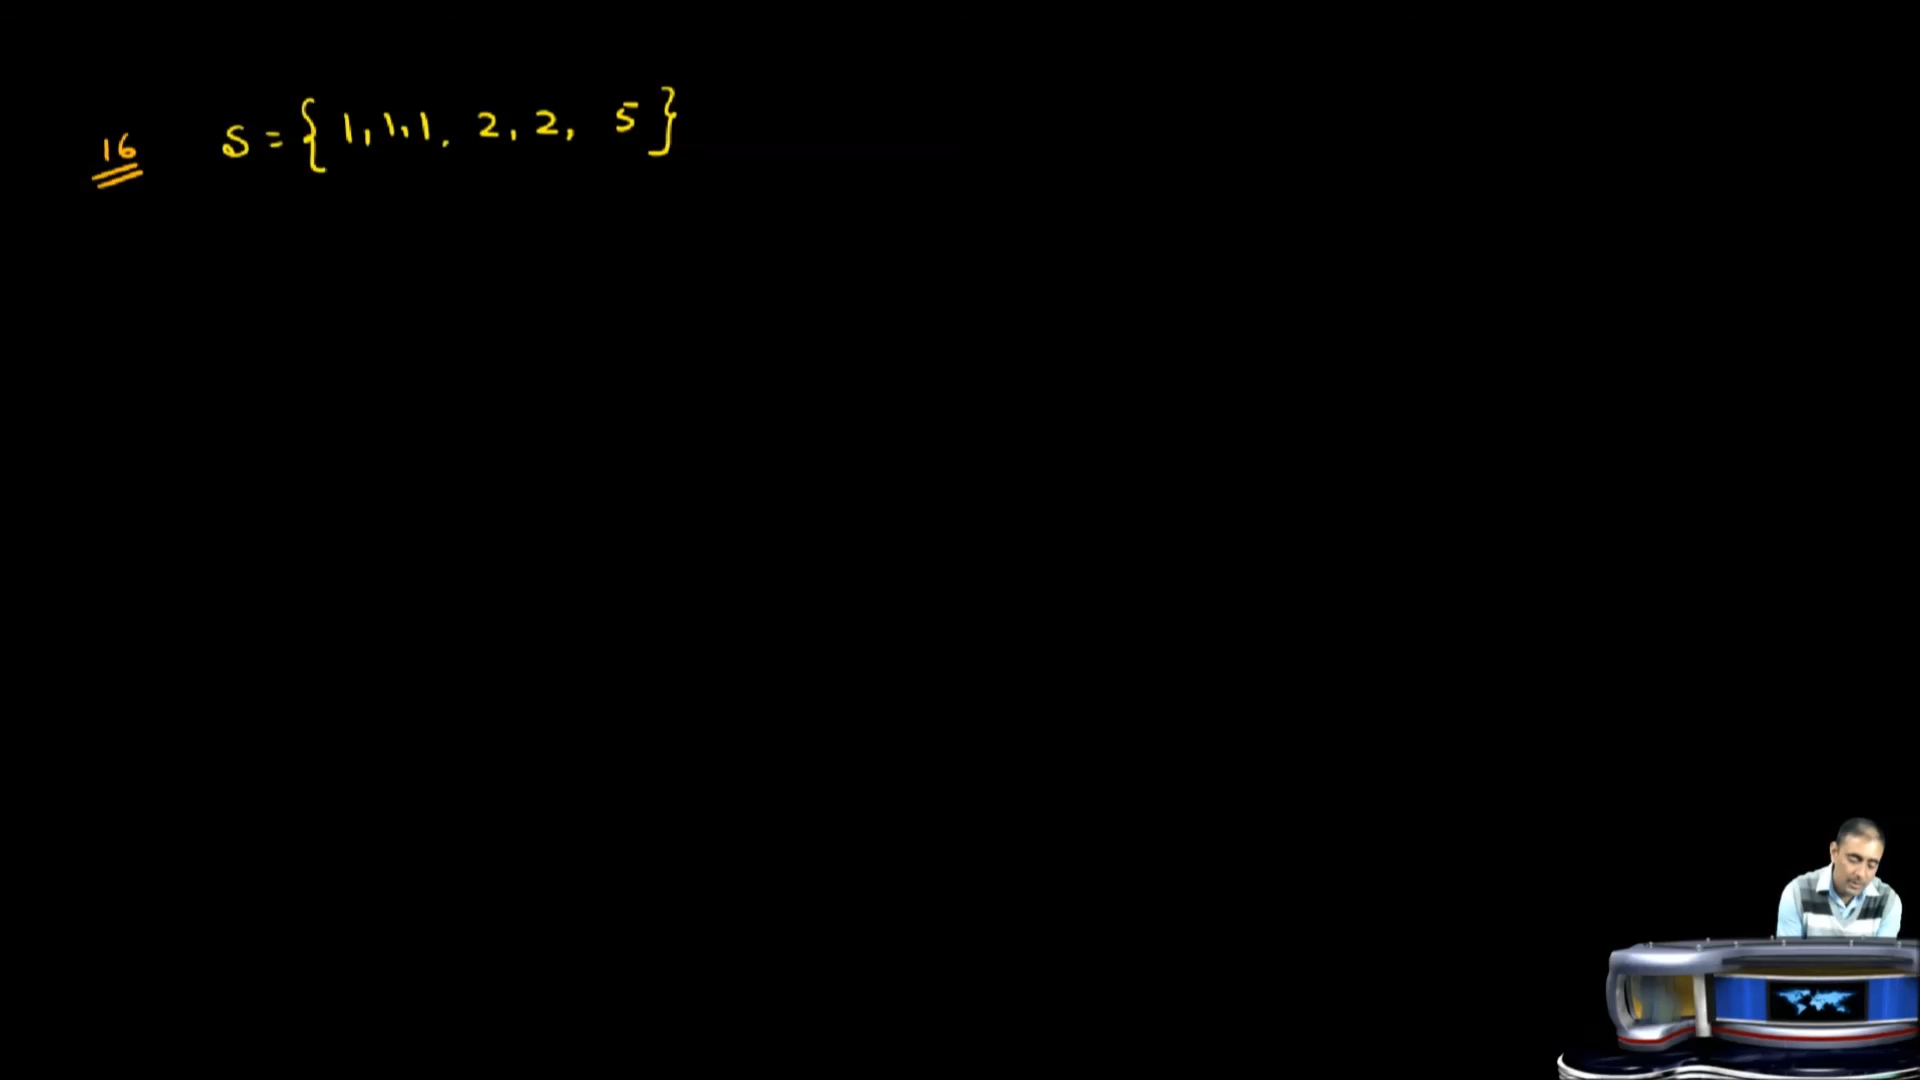 16 S = { 1, 1, 1, 2, 2, 5 }